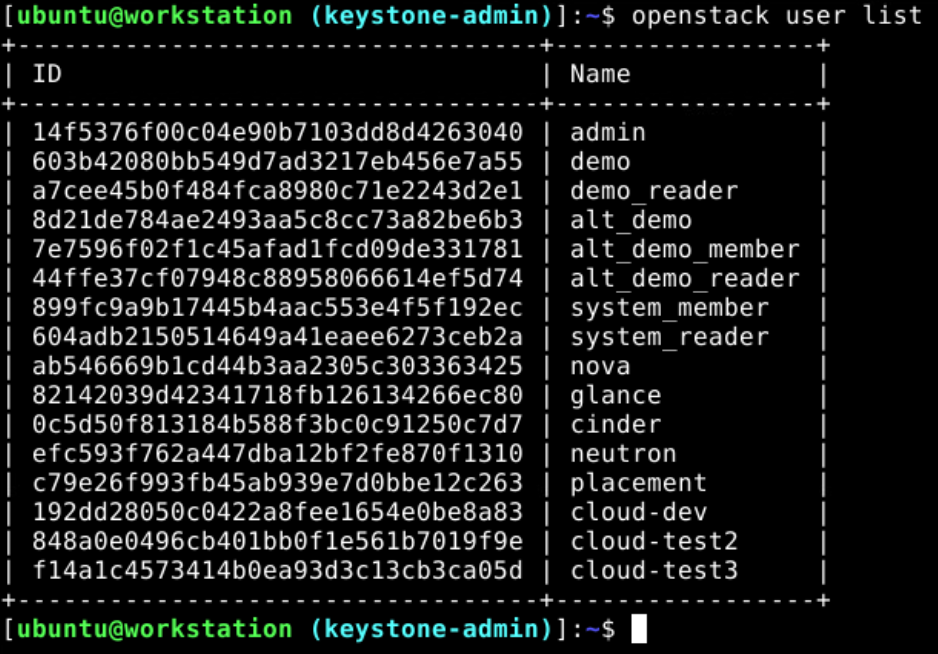 [ubuntu@workstation (keystone-admin)]:~$ openstack user list
+----------------------------------+-----------------+
| ID                               | Name            |
+----------------------------------+-----------------+
| 14f5376f00c04e90b7103dd8d4263040 | admin           |
| 603b42080bb549d7ad3217eb456e7a55 | demo            |
| a7cee45b0f484fca8980c71e2243d2e1 | demo_reader     |
| 8d21de784ae2493aa5c8cc73a82be6b3 | alt_demo        |
| 7e7596f02f1c45afad1fcd09de331781 | alt_demo_member |
| 44ffe37cf07948c88958066614ef5d74 | alt_demo_reader |
| 899fc9a9b17445b4aac553e4f5f192ec | system_member   |
| 604adb2150514649a41eaee6273ceb2a | system_reader   |
| ab546669b1cd44b3aa2305c303363425 | nova            |
| 82142039d42341718fb126134266ec80 | glance          |
| 0c5d50f813184b588f3bc0c91250c7d7 | cinder          |
| efc593f762a447dba12bf2fe870f1310 | neutron         |
| c79e26f993fb45ab939e7d0bbe12c263 | placement       |
| 192dd28050c0422a8fee1654e0be8a83 | cloud-dev       |
| 848a0e0496cb401bb0f1e561b7019f9e | cloud-test2     |
| f14a1c4573414b0ea93d3c13cb3ca05d | cloud-test3     |
+----------------------------------+-----------------+
[ubuntu@workstation (keystone-admin)]:~$